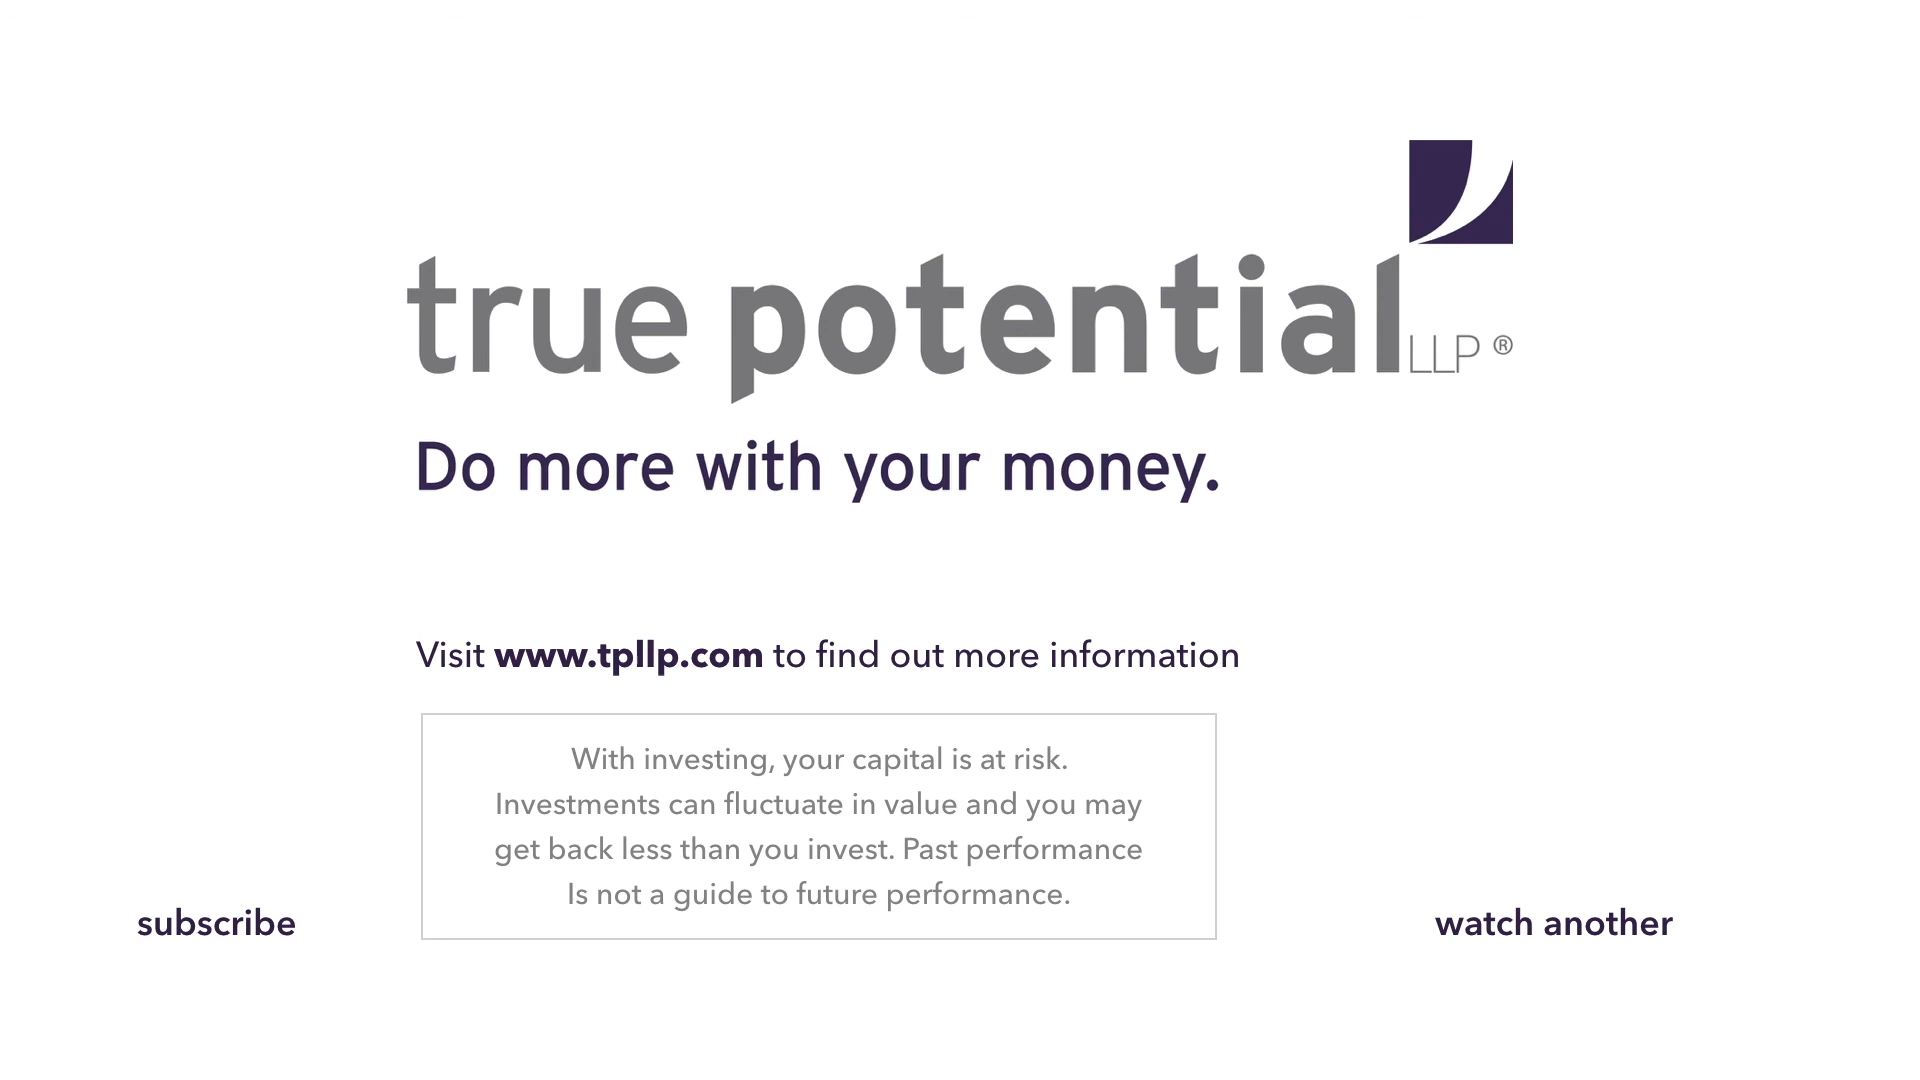 true potential LLP ®
Do more with your money.
Visit www.tpllp.com to find out more information
With investing, your capital is at risk.
Investments can fluctuate in value and you may
get back less than you invest. Past performance
Is not a guide to future performance.
subscribe
watch another